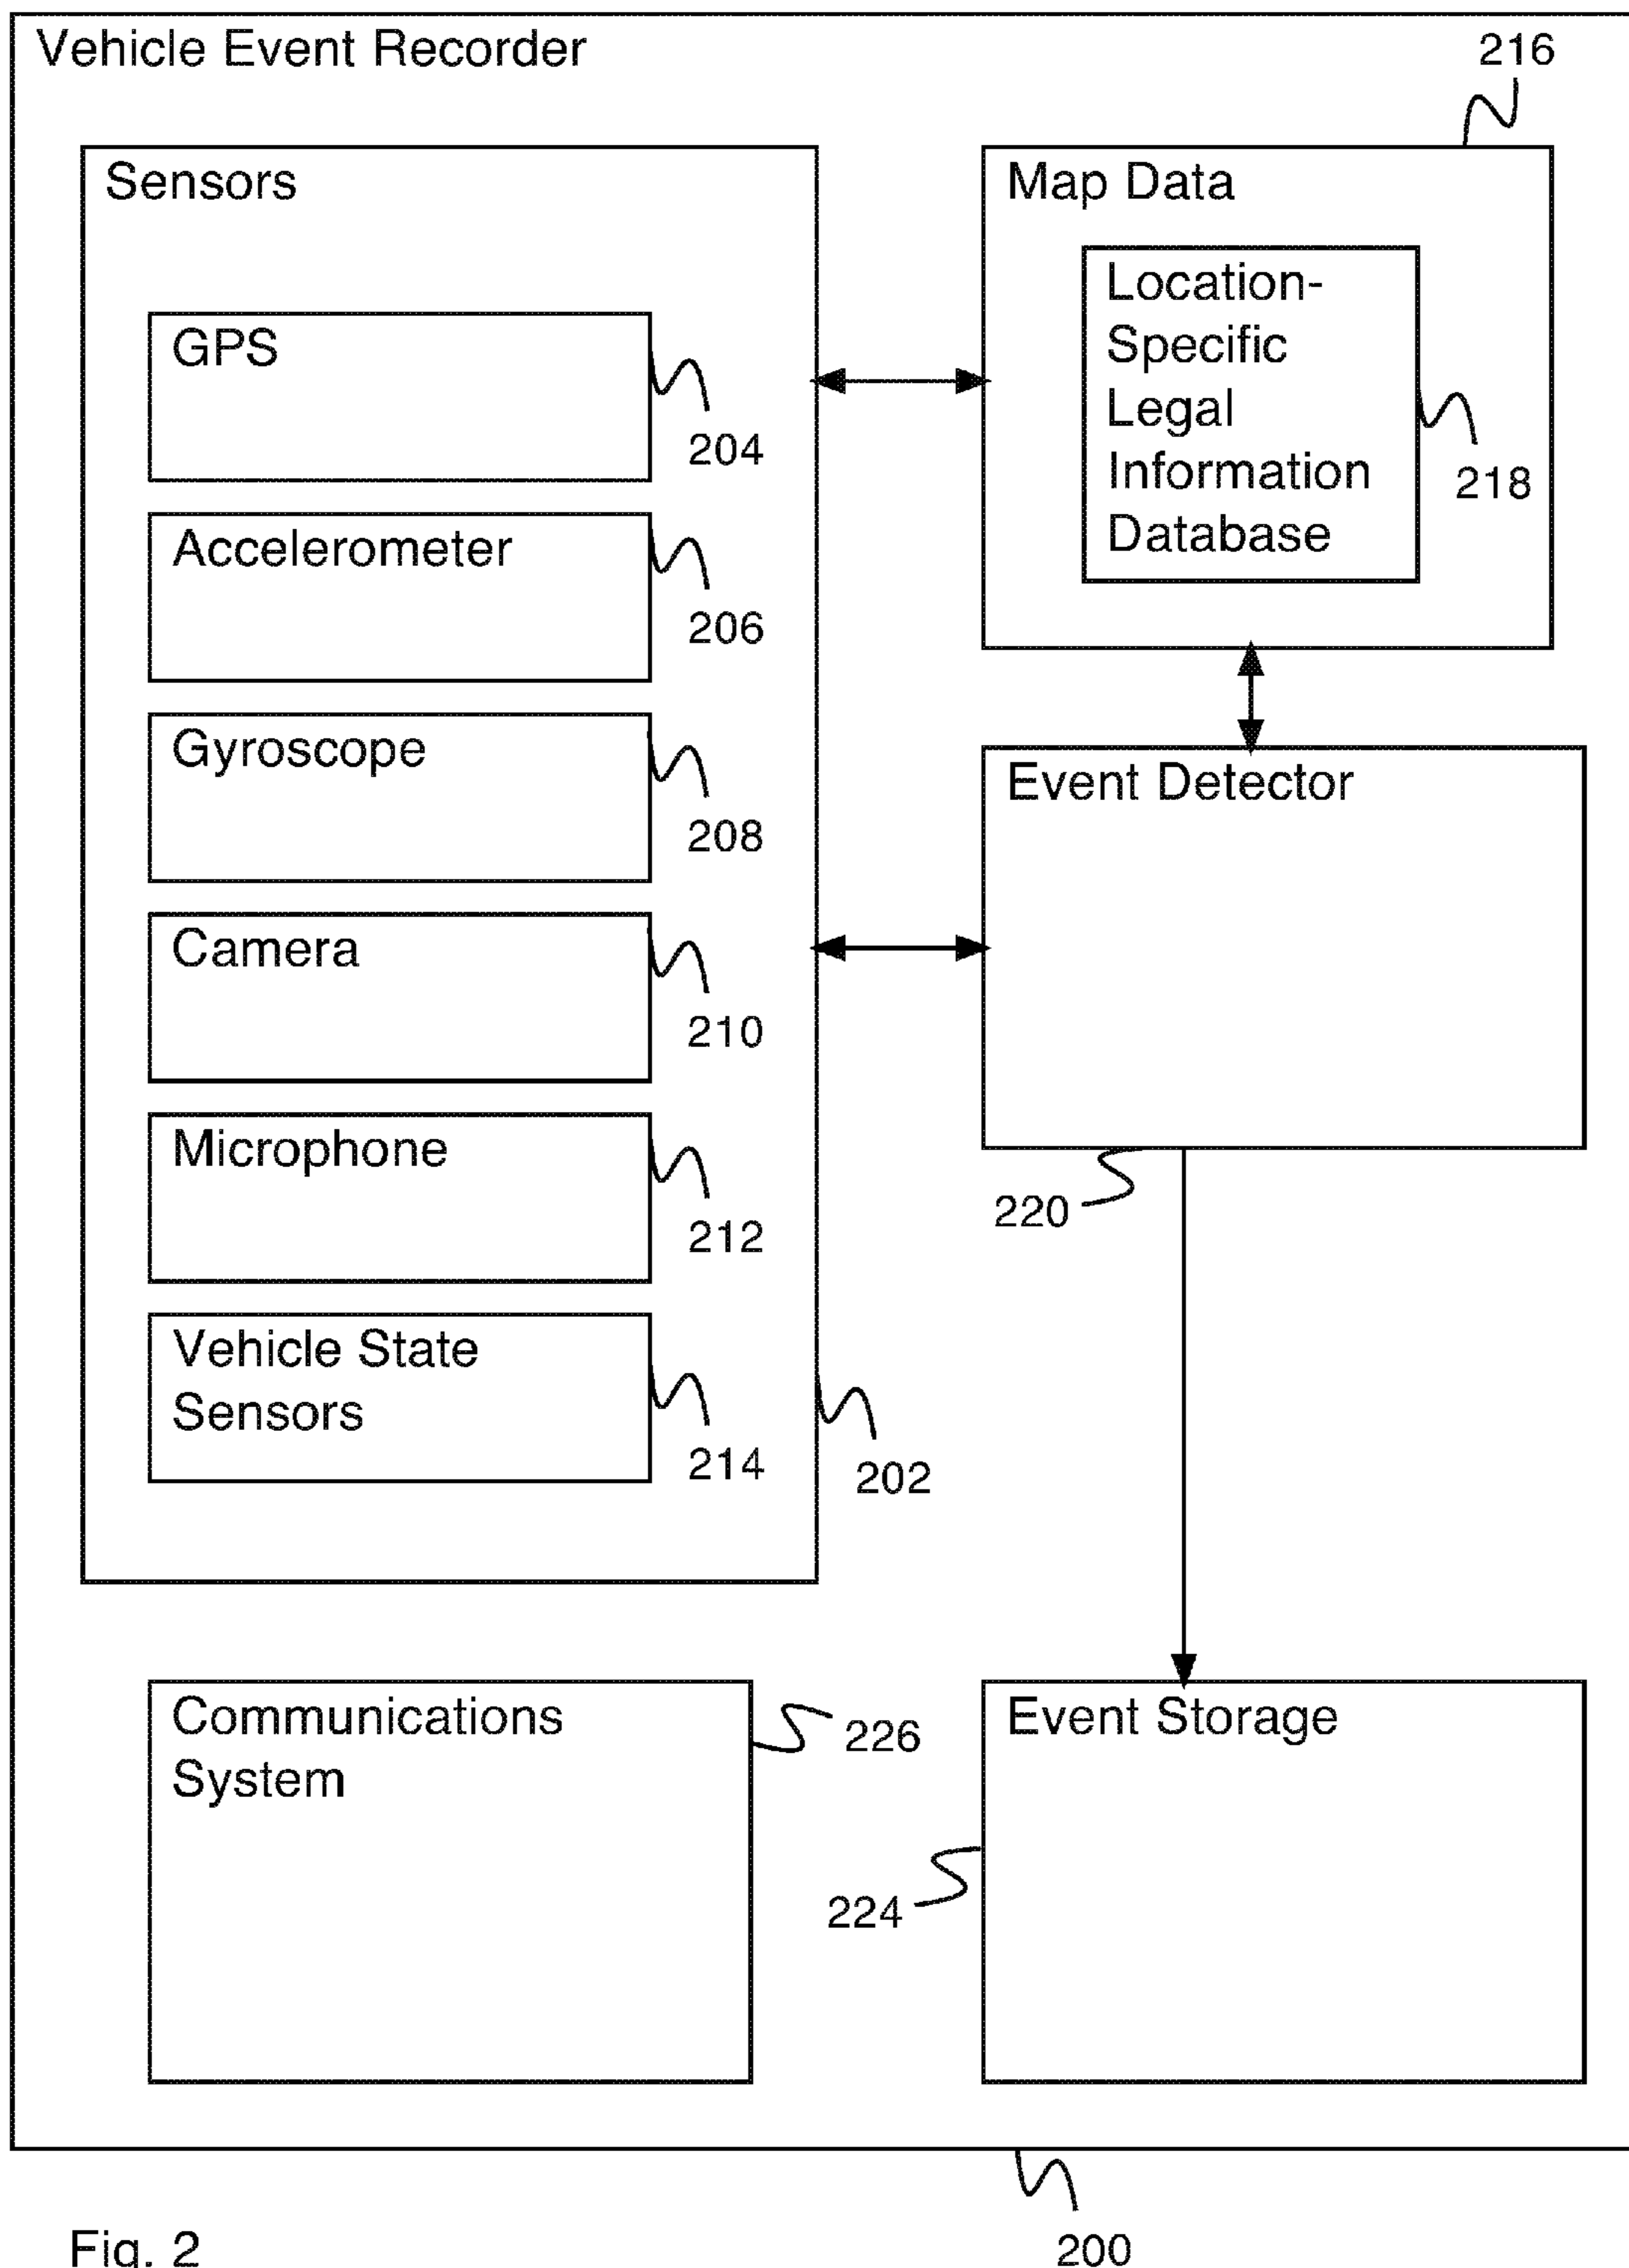 Vehicle Event Recorder
216
Sensors
Map Data
Location-
Specific
Legal
Information
Database
218
GPS
204
Accelerometer
206
Gyroscope
208
Event Detector
Camera
210
Microphone
212
220
Vehicle State
Sensors
214
202
Communications
System
226
Event Storage
224
200
Fig. 2